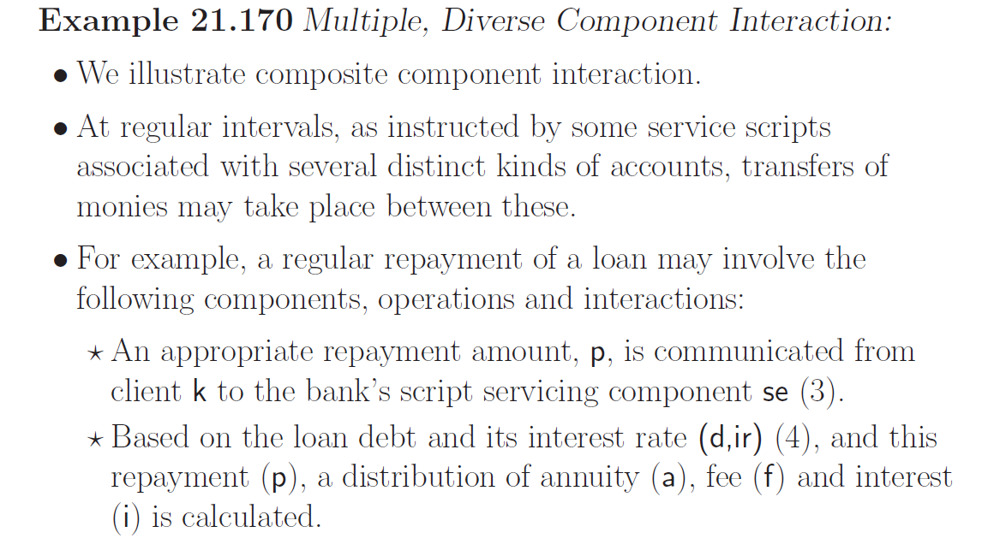 Example 21.170 Multiple, Diverse Component Interaction:
• We illustrate composite component interaction.
• At regular intervals, as instructed by some service scripts
associated with several distinct kinds of accounts, transfers of
monies may take place between these.
• For example, a regular repayment of a loan may involve the
following components, operations and interactions:
⋆ An appropriate repayment amount, p, is communicated from
client k to the bank's script servicing component se (3).
⋆ Based on the loan debt and its interest rate (d,ir) (4), and this
repayment (p), a distribution of annuity (a), fee (f) and interest
(i) is calculated.